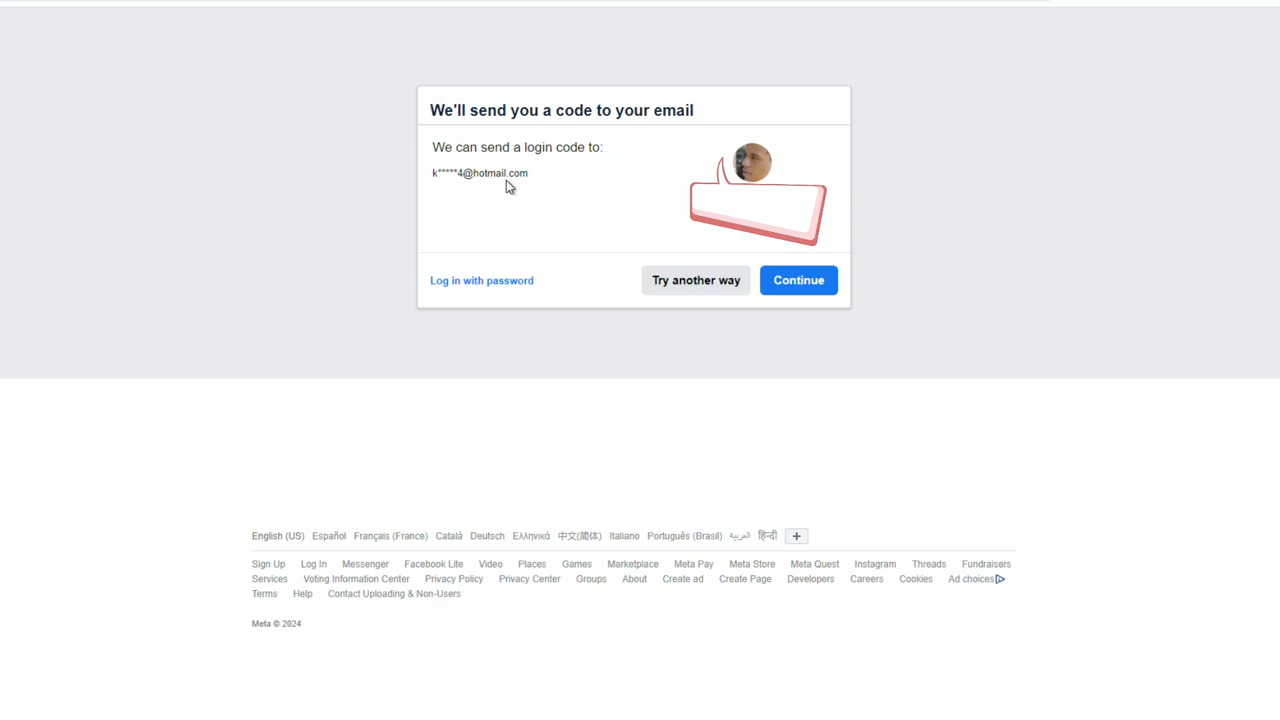 We'll send you a code to your email
We can send a login code to:
k*****4@hotmail.com
Log in with password
Try another way
Continue
English (US) Español Français (France) Català Deutsch Ελληνικά 中文(简体) Italiano Português (Brasil) العربية हिन्दी +
Sign Up Log In Messenger Facebook Lite Video Places Games Marketplace Meta Pay Meta Store Meta Quest Instagram Threads Fundraisers
Services Voting Information Center Privacy Policy Privacy Center Groups About Create ad Create Page Developers Careers Cookies Ad choices
Terms Help Contact Uploading & Non-Users
Meta © 2024